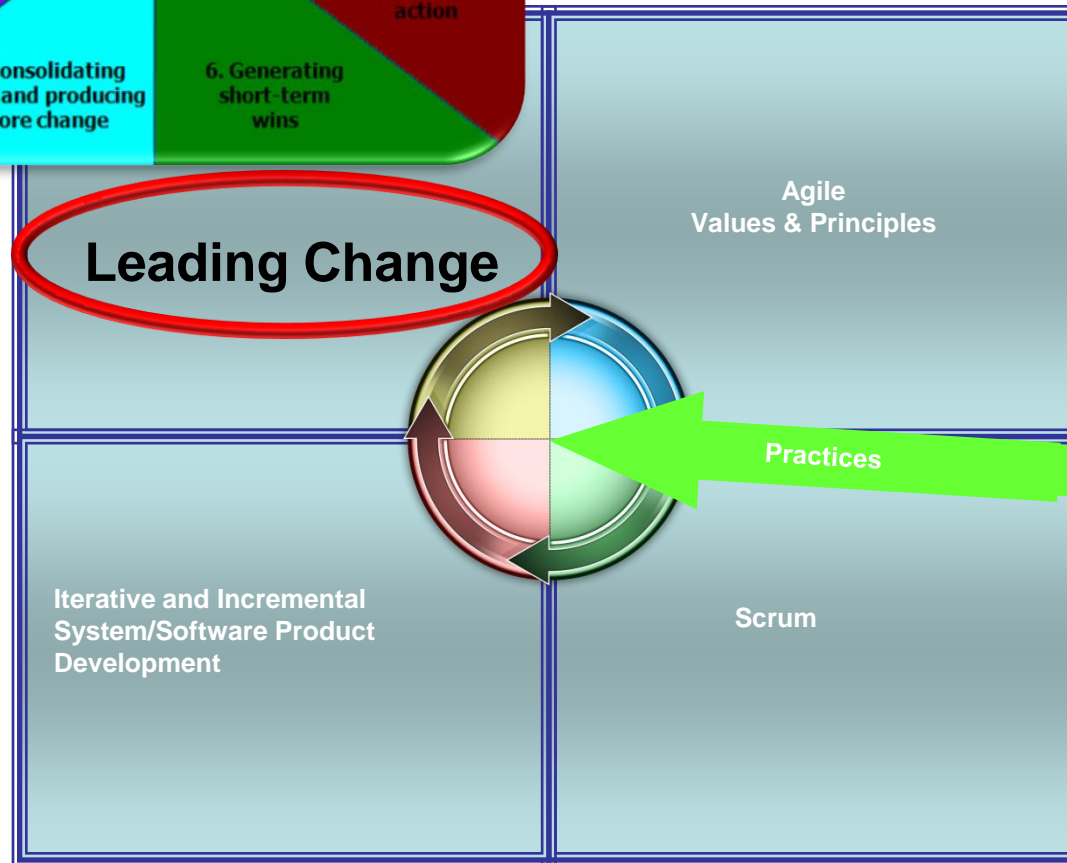 action
onsolidating
and producing
ore change
6. Generating
short-term
wins
Leading Change
Agile
Values & Principles
Practices
Iterative and Incremental
System/Software Product
Development
Scrum